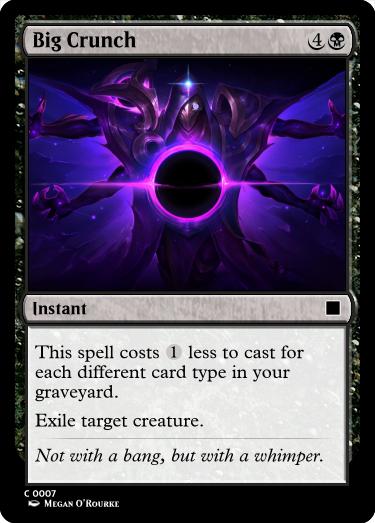 Big Crunch 4
Instant
This spell costs 1 less to cast for
each different card type in your
graveyard.
Exile target creature.
Not with a bang, but with a whimper.
C 0007
Megan O'Rourke